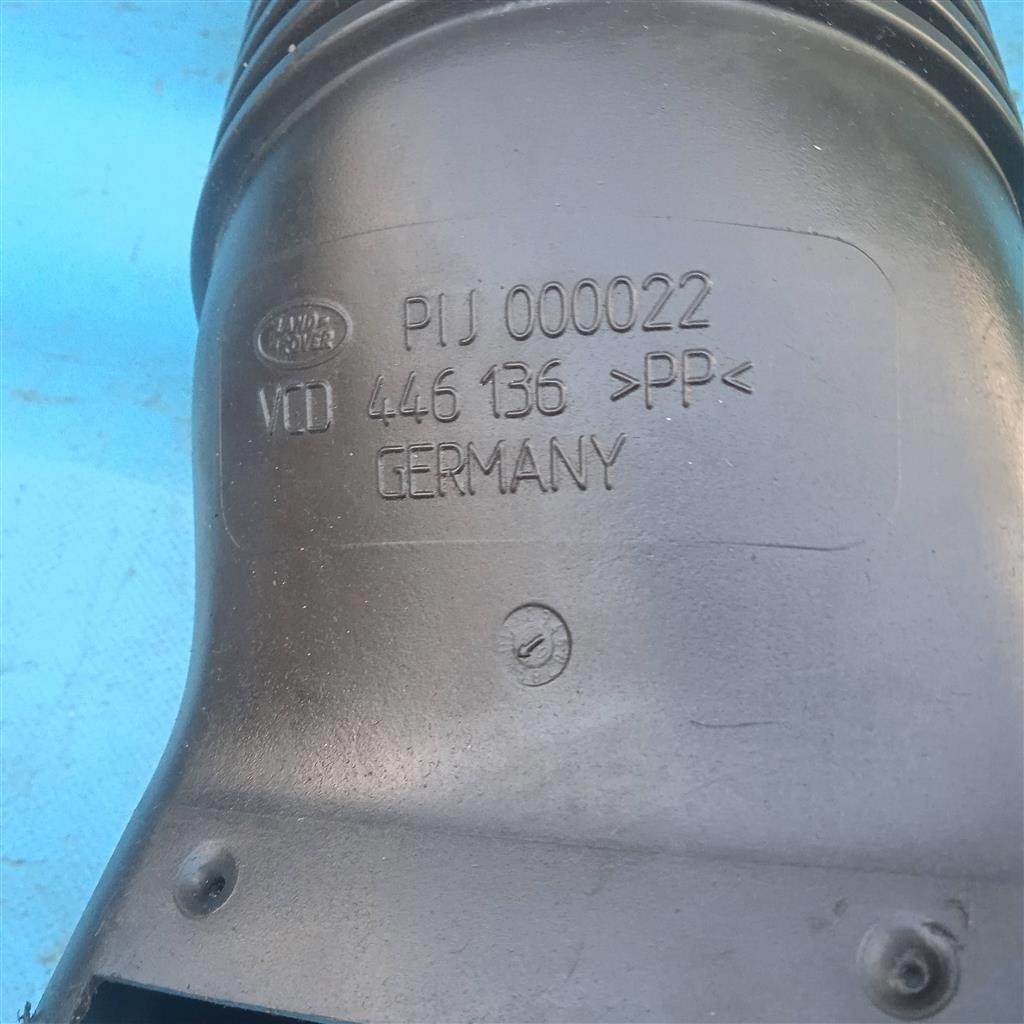 LAND-
ROVER
PIJ 000022
VCD 446 136 >PP<
GERMANY